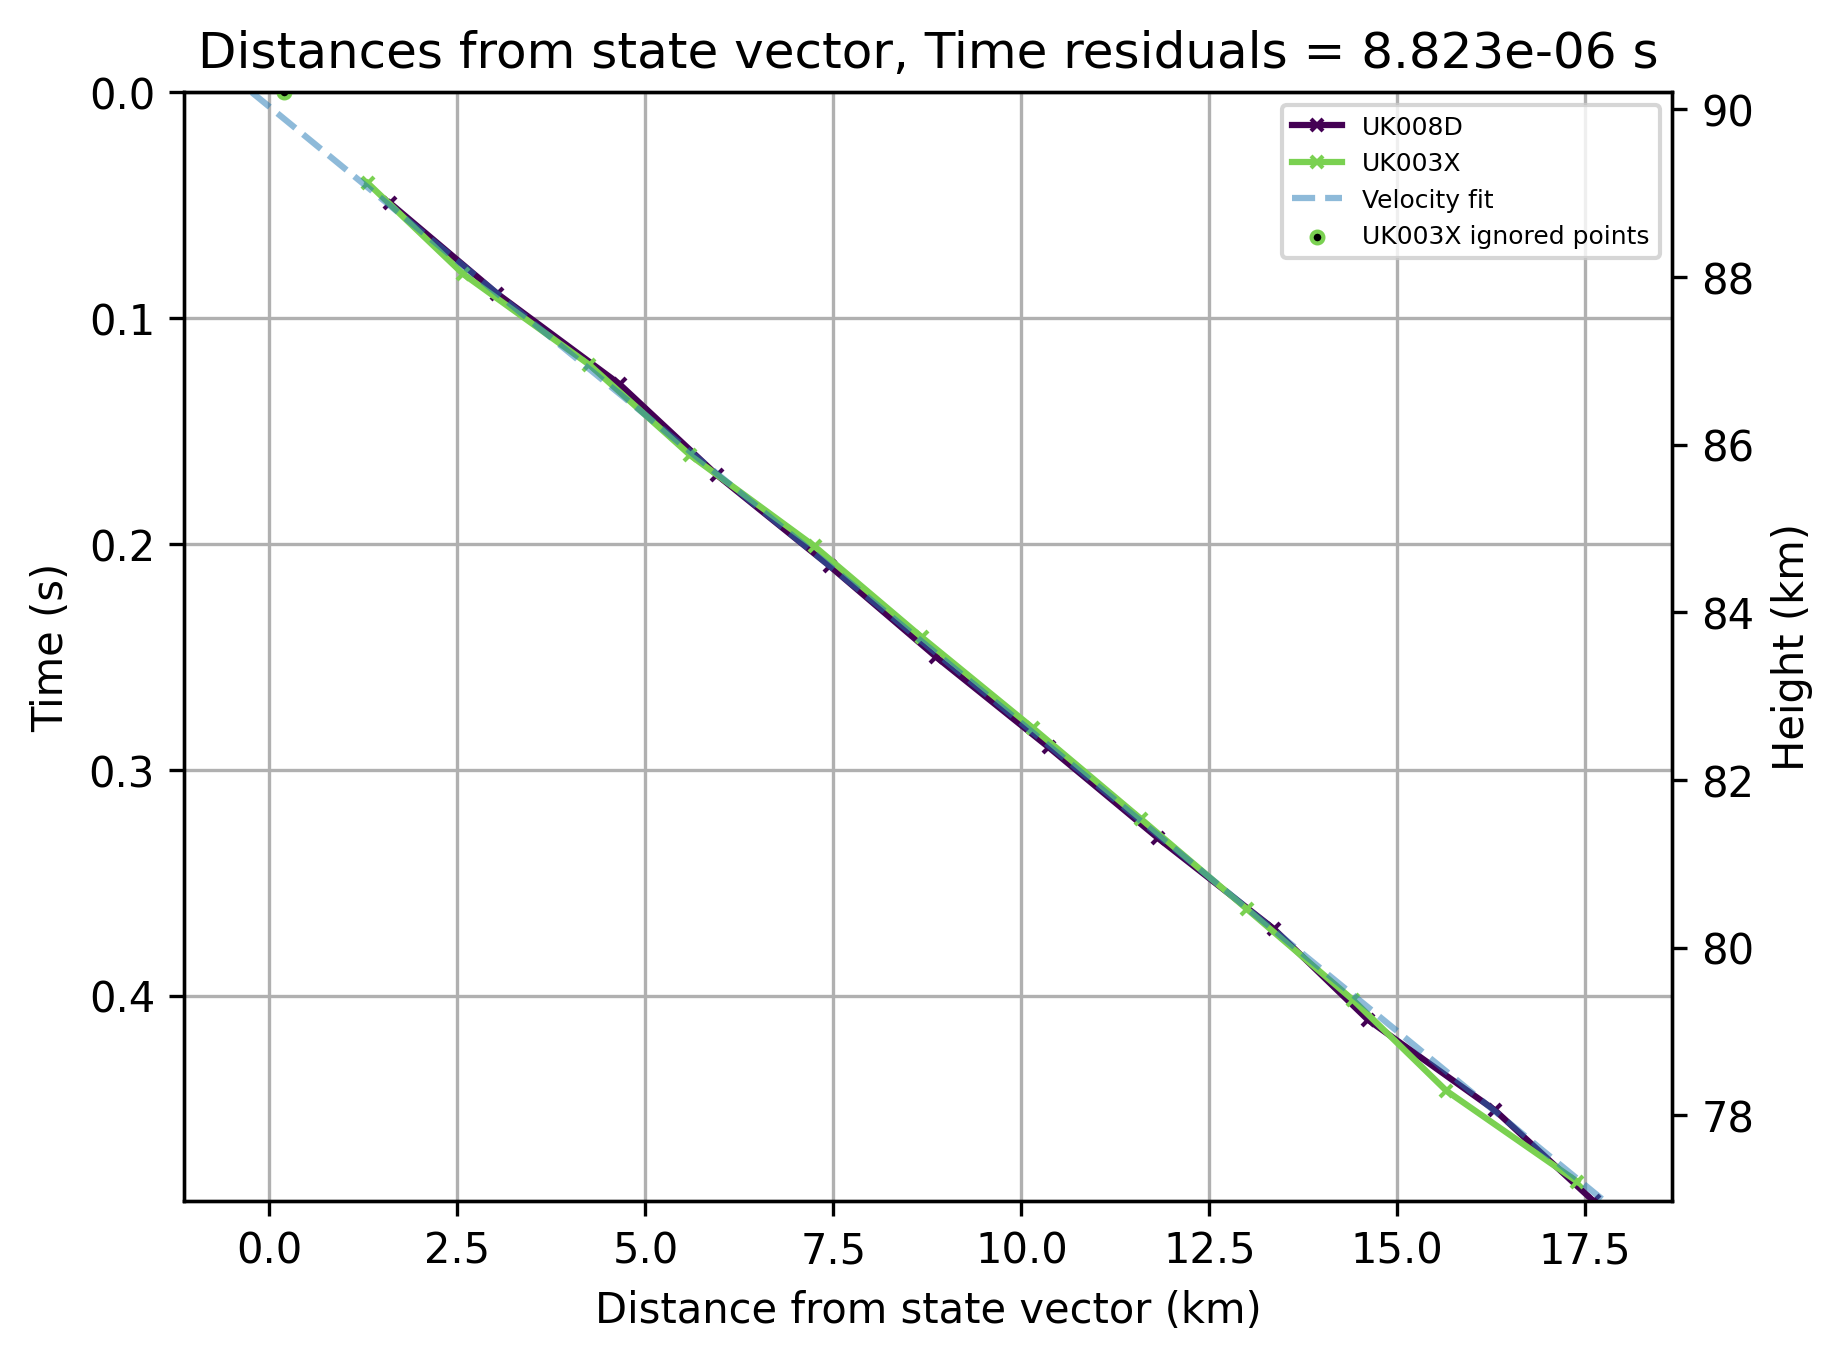 Distances from state vector, Time residuals = 8.823e-06 s
UK008D
UK003X
Velocity fit
UK003X ignored points
Time (s)
0.0
0.1
0.2
0.3
0.4
90
88
86
84
82
80
78
Height (km)
0.0 2.5 5.0 7.5 10.0 12.5 15.0 17.5
Distance from state vector (km)